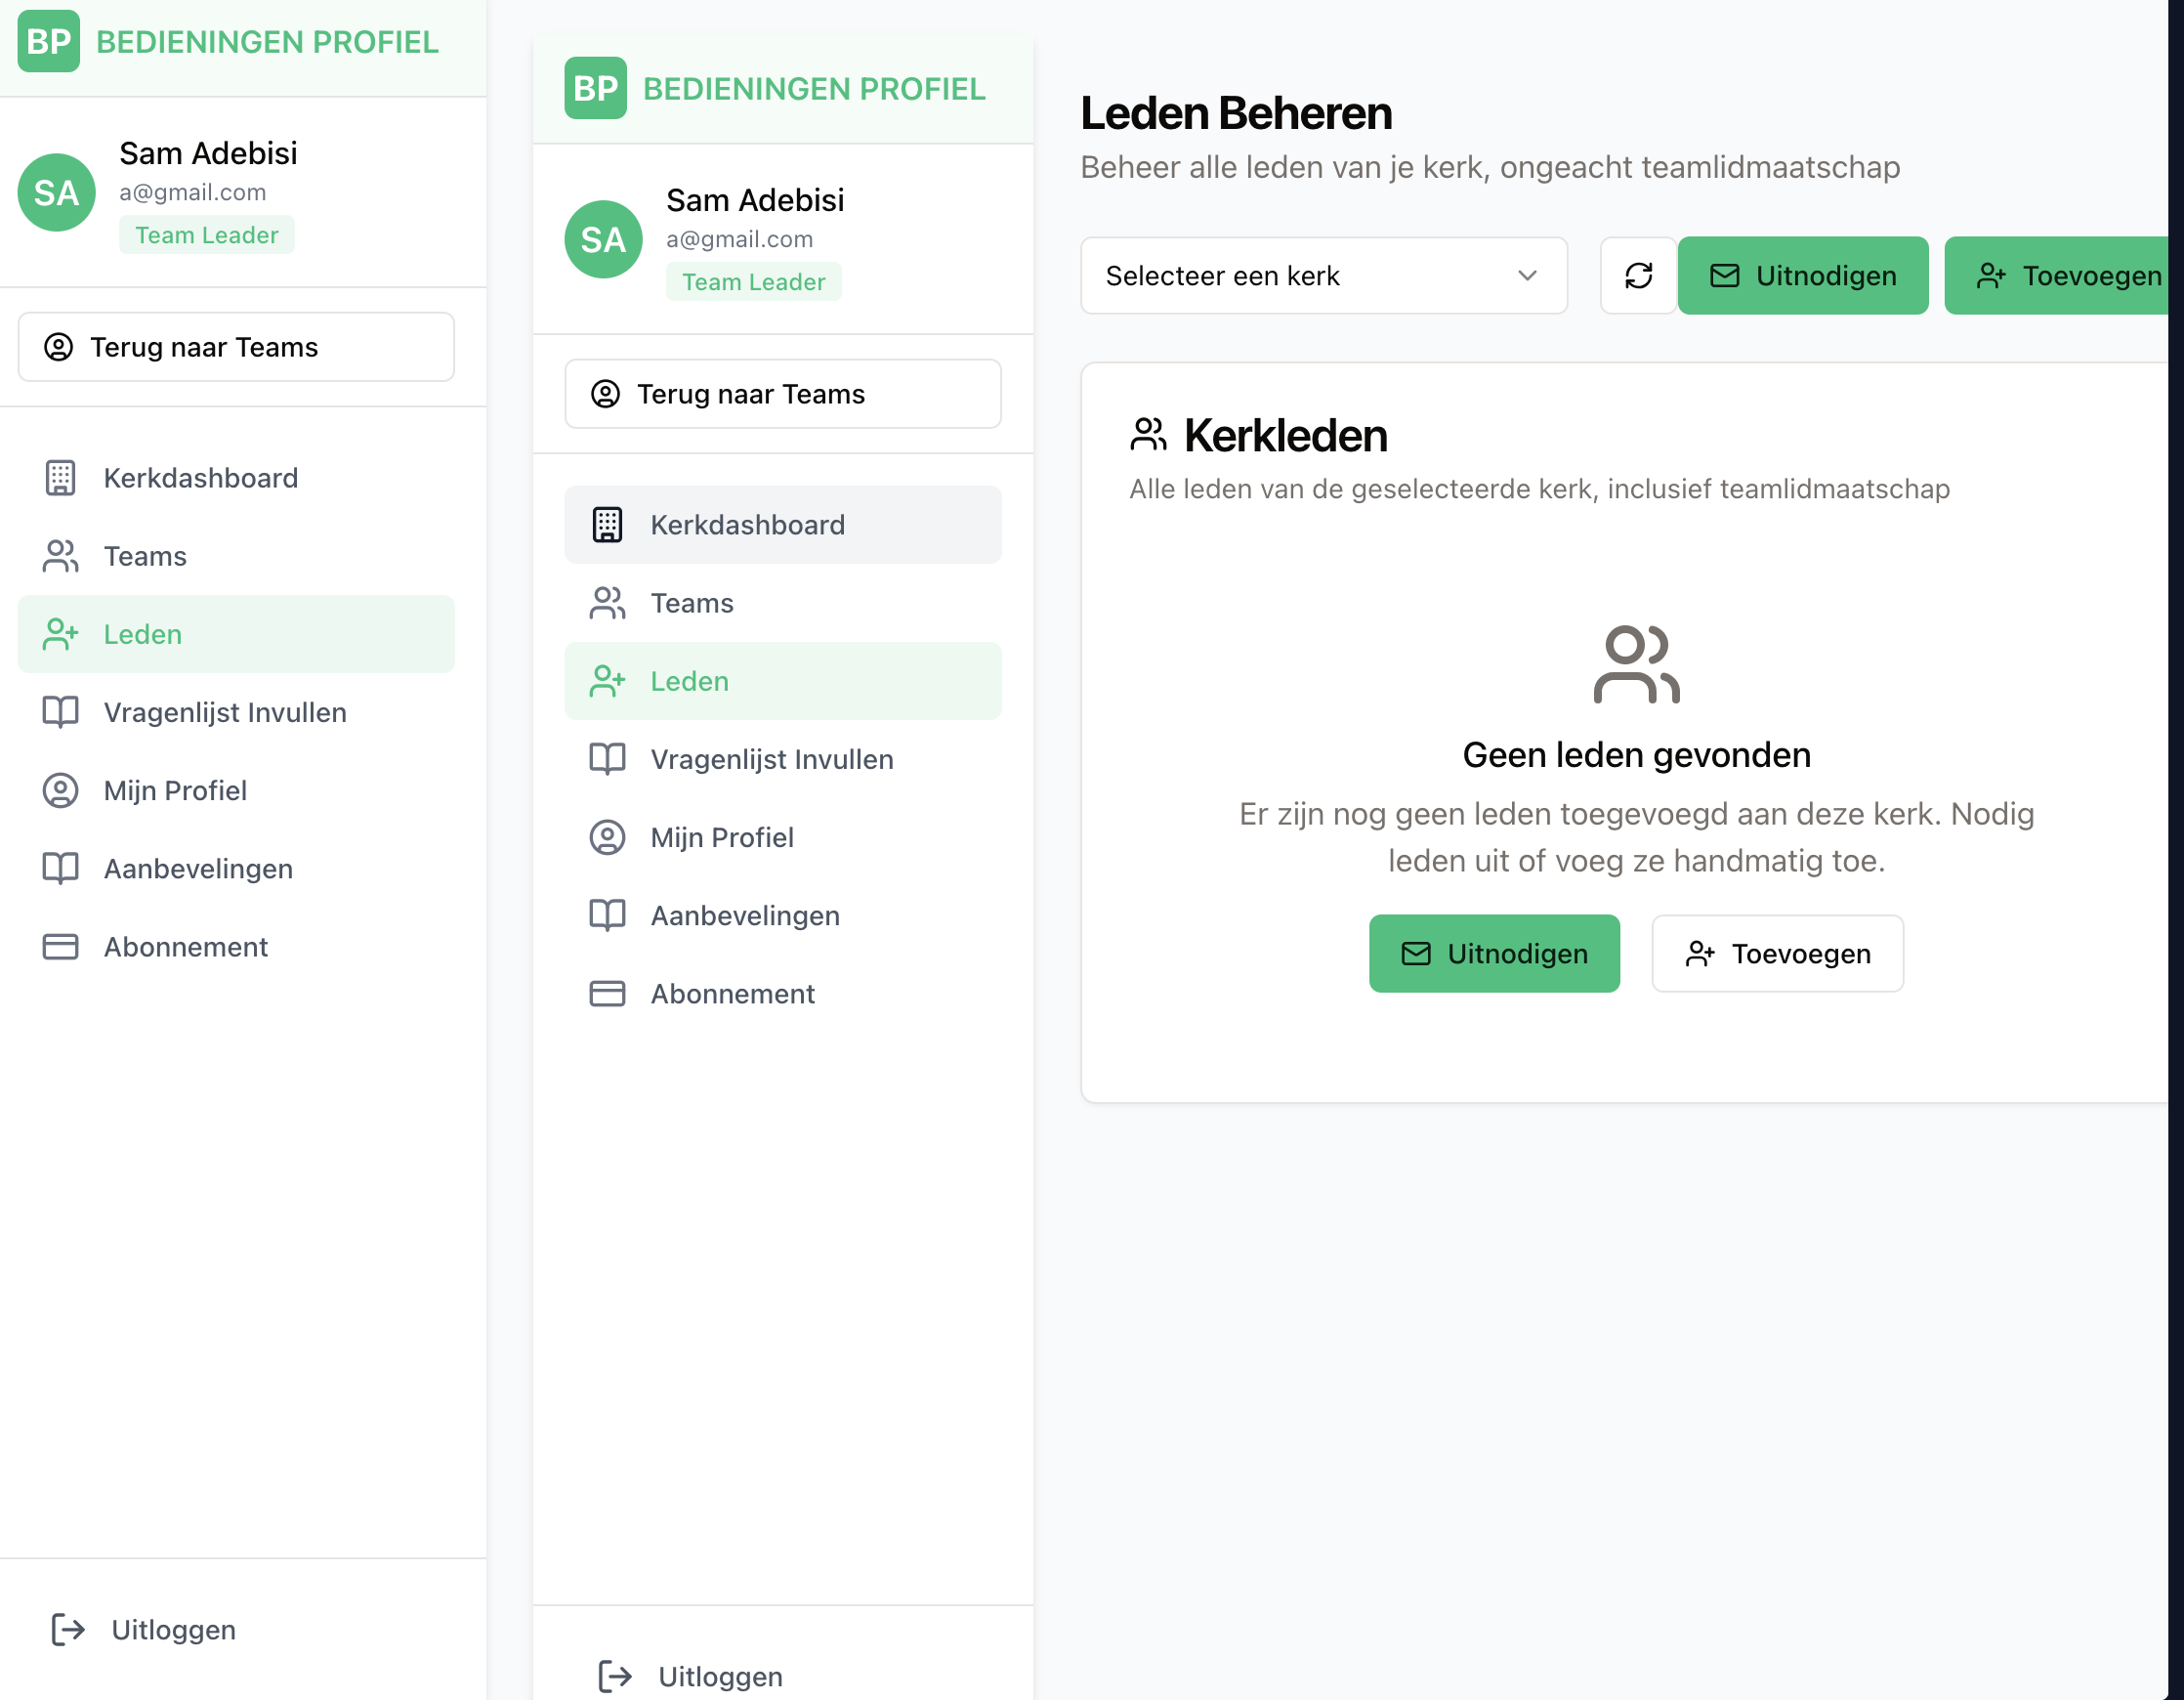 BP BEDIENINGEN PROFIEL
SA
Sam Adebisi
a@gmail.com
Team Leader
Terug naar Teams
Kerkdashboard
Teams
Leden
Vragenlijst Invullen
Mijn Profiel
Aanbevelingen
Abonnement
Uitloggen
BP BEDIENINGEN PROFIEL
SA
Sam Adebisi
a@gmail.com
Team Leader
Terug naar Teams
Kerkdashboard
Teams
Leden
Vragenlijst Invullen
Mijn Profiel
Aanbevelingen
Abonnement
Uitloggen
Leden Beheren
Beheer alle leden van je kerk, ongeacht teamlidmaatschap
Selecteer een kerk
Uitnodigen
Toevoegen
Kerkleden
Alle leden van de geselecteerde kerk, inclusief teamlidmaatschap
Geen leden gevonden
Er zijn nog geen leden toegevoegd aan deze kerk. Nodig
leden uit of voeg ze handmatig toe.
Uitnodigen
Toevoegen